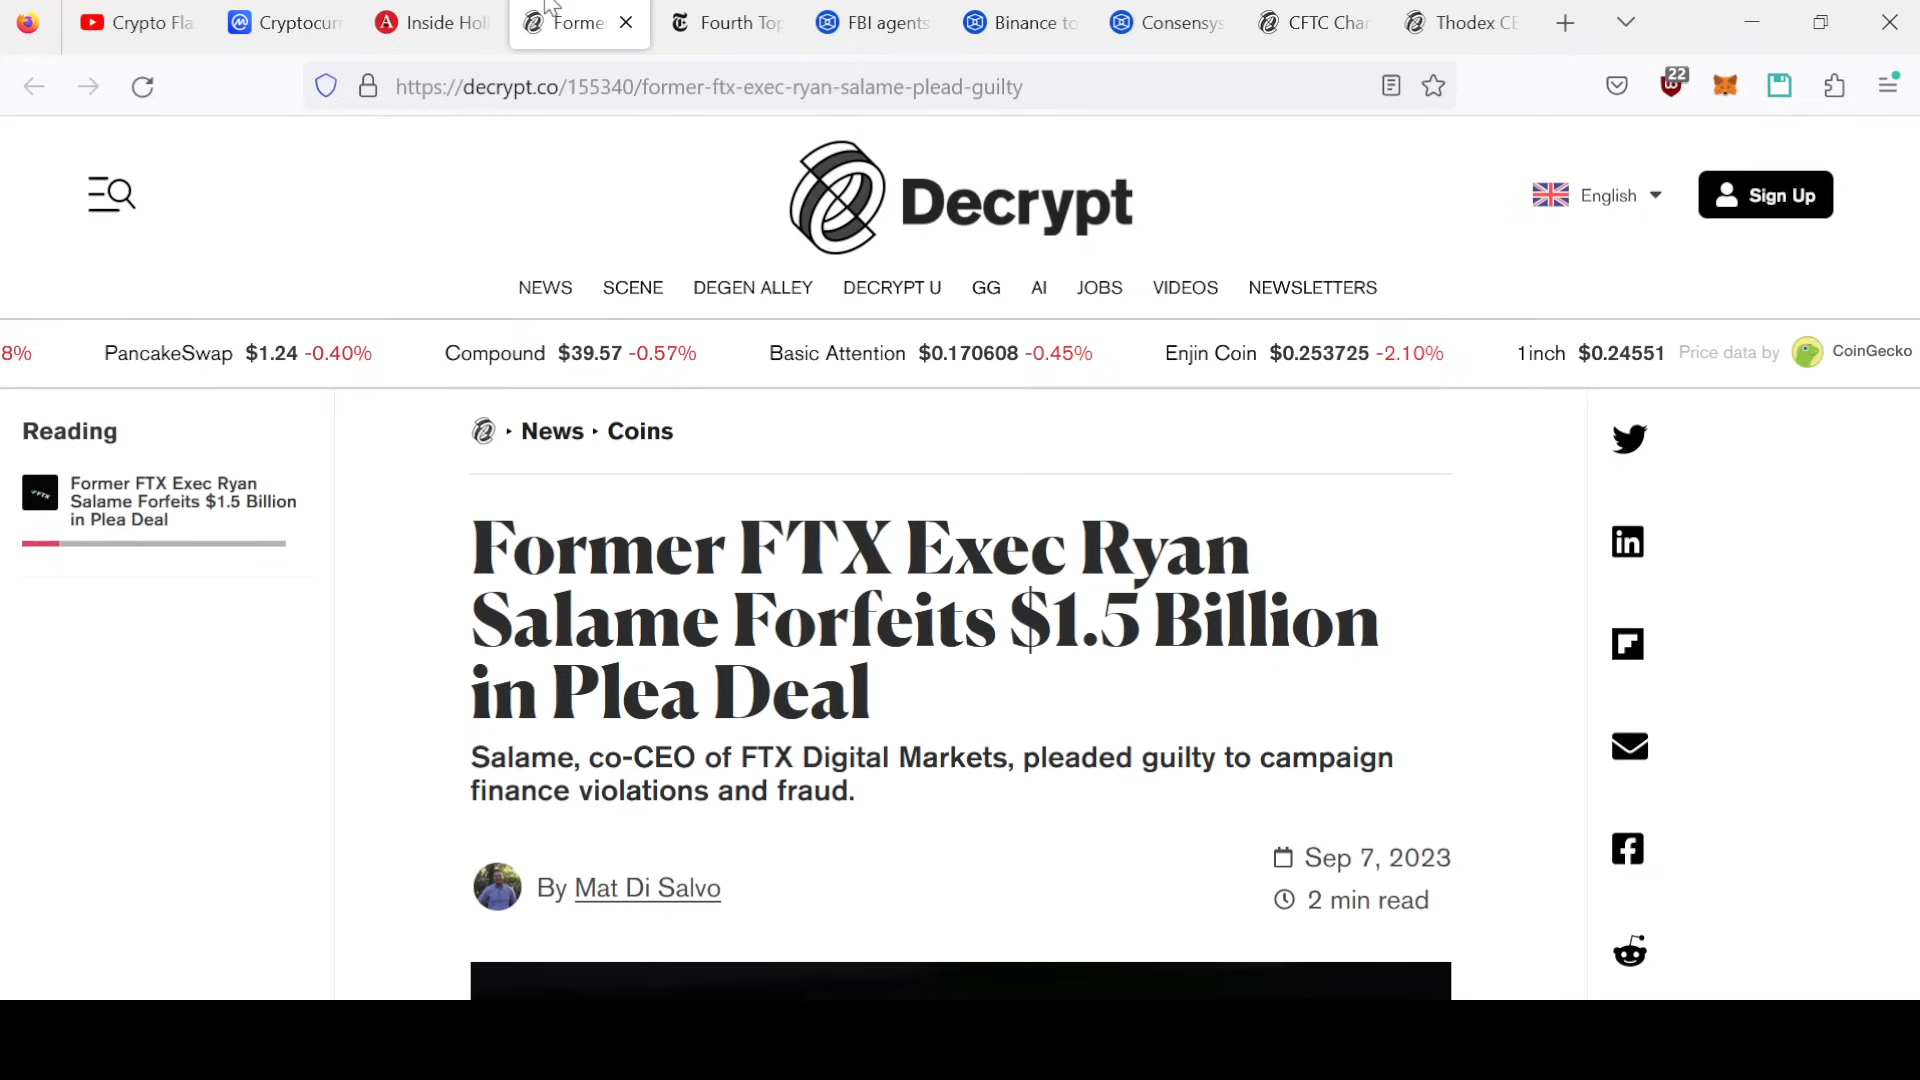 Crypto Fla
Cryptocur
Inside Hol
Forme
Fourth Top
FBI agents
Binance to
Consensys
CFTC Chai
Thodex CE
https://decrypt.co/155340/former-ftx-exec-ryan-salame-plead-guilty
22
Decrypt
English
Sign Up
NEWS SCENE DEGEN ALLEY DECRYPT U GG AI JOBS VIDEOS NEWSLETTERS
8% PancakeSwap $1.24 -0.40% Compound $39.57 -0.57% Basic Attention $0.170608 -0.45% Enjin Coin $0.253725 -2.10% 1inch $0.24551 Price data by CoinGecko
Reading
FTX
Former FTX Exec Ryan
Salame Forfeits $1.5 Billion
in Plea Deal
News Coins
Former FTX Exec Ryan
Salame Forfeits $1.5 Billion
in Plea Deal
Salame, co-CEO of FTX Digital Markets, pleaded guilty to campaign
finance violations and fraud.
By Mat Di Salvo
Sep 7, 2023
2 min read